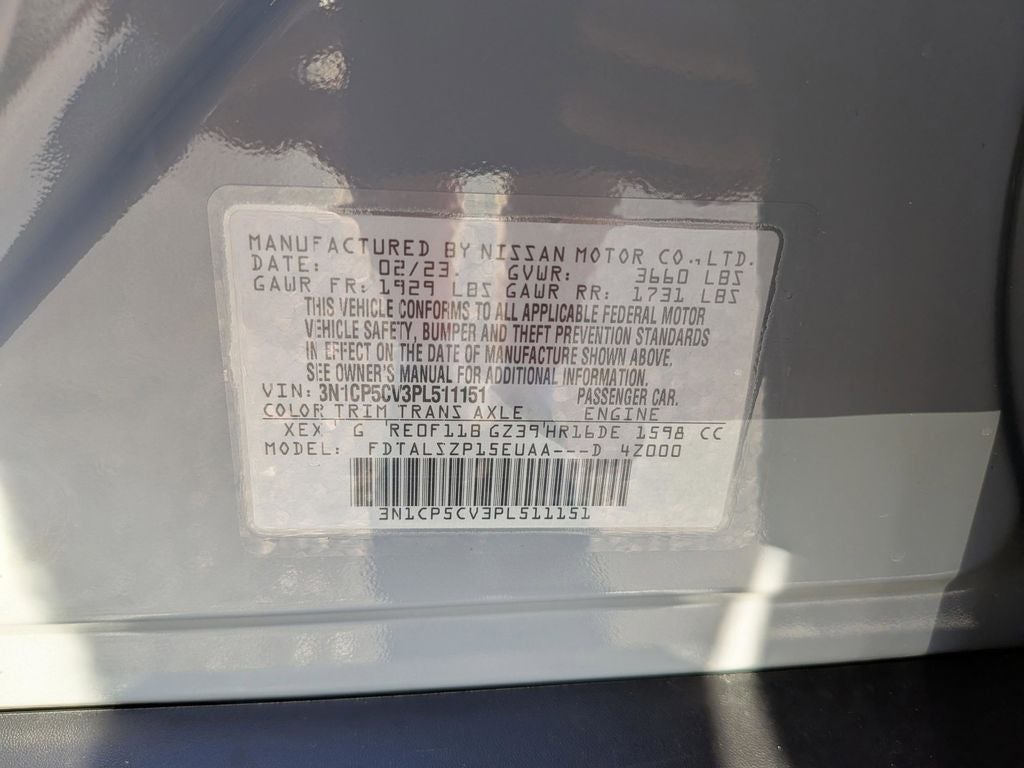 MANUFACTURED BY NISSAN MOTOR CO.,LTD.
DATE: 02/23. GVWR: 3660 LBS
GAWR FR: 1929 LBS GAWR RR: 1731 LBS
THIS VEHICLE CONFORMS TO ALL APPLICABLE FEDERAL MOTOR
VEHICLE SAFETY, BUMPER AND THEFT PREVENTION STANDARDS
IN EFFECT ON THE DATE OF MANUFACTURE SHOWN ABOVE.
SEE OWNER'S MANUAL FOR ADDITIONAL INFORMATION.
VIN: 3N1CP5CV3PL511151 PASSENGER CAR.
COLOR TRIM TRANS AXLE ENGINE
XEX G RE0F11B GZ39 HR16DE 1598 CC
MODEL: FDTALSZP15EUAA---D 4Z000
3N1CP5CV3PL511151